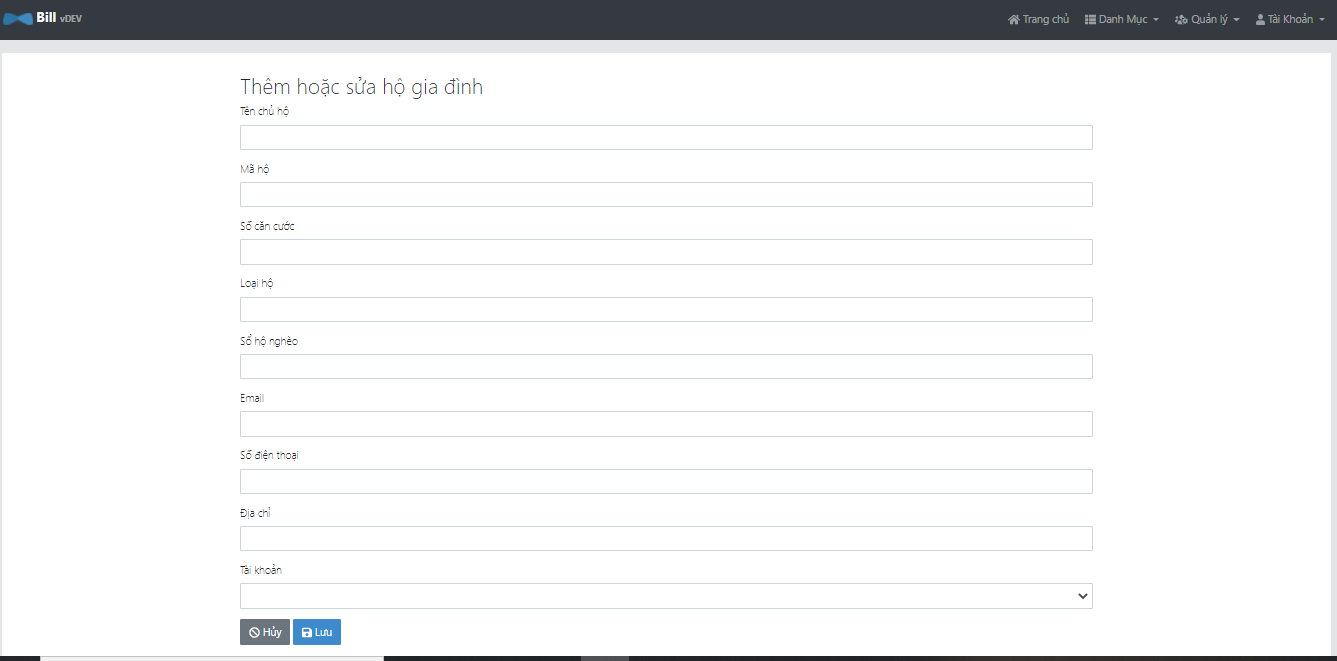 Bill vDEV
Trang chủ Danh Mục Quản lý Tài Khoản
Thêm hoặc sửa hộ gia đình
Tên chủ hộ
Mã hộ
Số căn cước
Loại hộ
Sổ hộ nghèo
Email
Số điện thoại
Địa chỉ
Tài khoản
Hủy Lưu